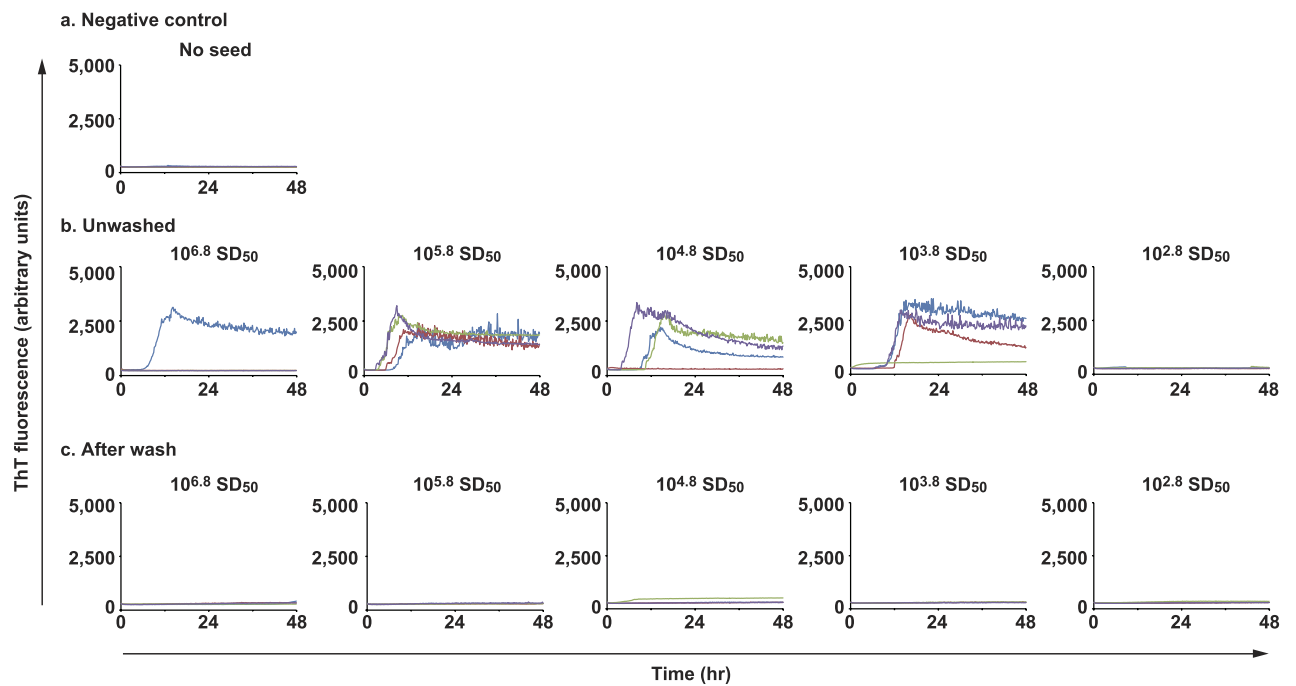 a. Negative control
No seed
5,000
2,500
0
0 24 48
b. Unwashed
10^6.8 SD50 10^5.8 SD50 10^4.8 SD50 10^3.8 SD50 10^2.8 SD50
5,000 5,000 5,000 5,000 5,000
2,500 2,500 2,500 2,500 2,500
0 0 0 0 0
0 24 48 0 24 48 0 24 48 0 24 48 0 24 48
c. After wash
10^6.8 SD50 10^5.8 SD50 10^4.8 SD50 10^3.8 SD50 10^2.8 SD50
5,000 5,000 5,000 5,000 5,000
2,500 2,500 2,500 2,500 2,500
0 0 0 0 0
0 24 48 0 24 48 0 24 48 0 24 48 0 24 48
ThT fluorescence (arbitrary units)
Time (hr)